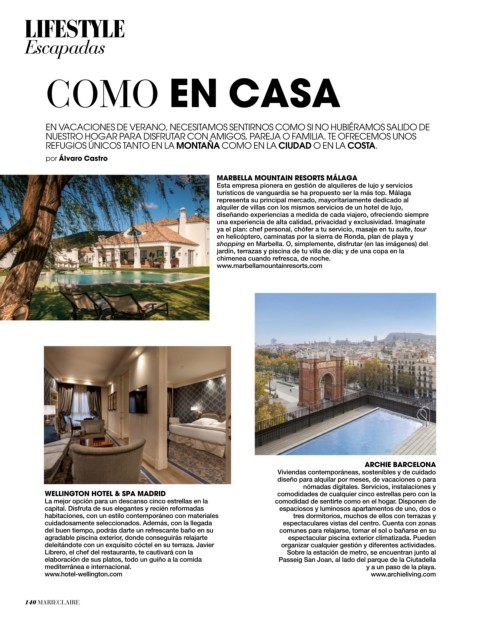 LIFESTYLE
Escapadas
COMO EN CASA
EN VACACIONES DE VERANO, NECESITAMOS SENTIRNOS COMO SI NO HUBIÉRAMOS SALIDO DE
NUESTRO HOGAR PARA DISFRUTAR CON AMIGOS, PAREJA O FAMILIA. TE OFRECEMOS UNOS
REFUGIOS ÚNICOS TANTO EN LA MONTAÑA COMO EN LA CIUDAD O EN LA COSTA.
por Álvaro Castro
MARBELLA MOUNTAIN RESORTS MÁLAGA
Esta empresa pionera en gestión de alquileres de lujo y servicios
turísticos de vanguardia se ha propuesto ser la más top. Málaga
representa su principal mercado, mayoritariamente dedicado al
alquiler de villas con los mismos servicios de un hotel de lujo,
diseñando experiencias a medida de cada viajero, ofreciendo siempre
una experiencia de alta calidad, privacidad y exclusividad. Imagínate
ya el plan: chef personal, chófer a tu servicio, masaje en tu suite, tour
en helicóptero, caminatas por la sierra de Ronda, plan de playa y
shopping en Marbella. O, simplemente, disfrutar (en las imágenes) del
jardín, terrazas y piscina de tu villa de día; y de una copa en la
chimenea cuando refresca, de noche.
www.marbellamountainresorts.com
WELLINGTON HOTEL & SPA MADRID
La mejor opción para un descanso cinco estrellas en la
capital. Disfruta de sus elegantes y recién reformadas
habitaciones, con un estilo contemporáneo con materiales
cuidadosamente seleccionados. Además, con la llegada
del buen tiempo, podrás darte un refrescante baño en su
agradable piscina exterior, donde conseguirás relajarte
deleitándote con un exquisito cóctel en su terraza. Javier
Librero, el chef del restaurante, te cautivará con la
elaboración de sus platos, todo un guiño a la comida
mediterránea e internacional.
www.hotel-wellington.com
ARCHIE BARCELONA
Viviendas contemporáneas, sostenibles y de cuidado
diseño para alquilar por meses, de vacaciones o para
nómadas digitales. Servicios, instalaciones y
comodidades de cualquier cinco estrellas pero con la
comodidad de sentirte como en el hogar. Disponen de
espaciosos y luminosos apartamentos de uno, dos o
tres dormitorios, muchos de ellos con terrazas y
espectaculares vistas del centro. Cuenta con zonas
comunes para relajarse, tomar el sol o bañarse en su
espectacular piscina exterior climatizada. Pueden
organizar cualquier gestión y diferentes actividades.
Sobre la estación de metro, se encuentran junto al
Passeig San Joan, al lado del parque de la Ciutadella
y a un paso de la playa.
www.archieliving.com
140 MARIECLAIRE